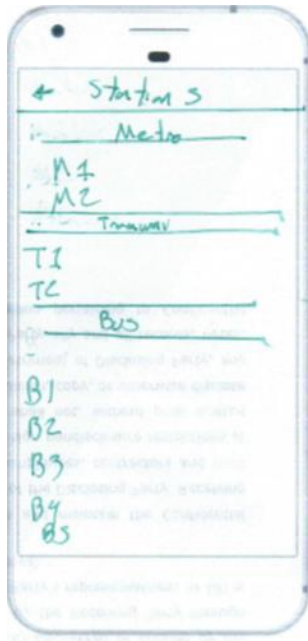 ← Stations
Metro
M1
M2
Tramway
T1
T2
Bus
B1
B2
B3
B4
B5